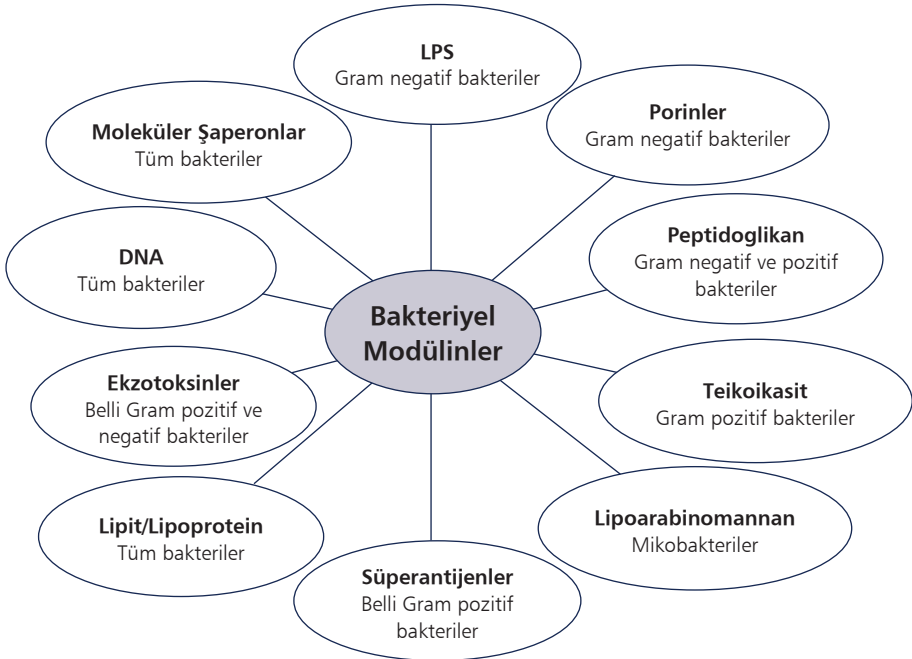 LPS
Gram negatif bakteriler
Porinler
Gram negatif bakteriler
Moleküler Şaperonlar
Tüm bakteriler
Peptidoglikan
Gram negatif ve pozitif
bakteriler
DNA
Tüm bakteriler
Bakteriyel
Modülinler
Ekzotoksinler
Belli Gram pozitif ve
negatif bakteriler
Teikoikasit
Gram pozitif bakteriler
Lipit/Lipoprotein
Tüm bakteriler
Lipoarabinomannan
Mikobakteriler
Süperantijenler
Belli Gram pozitif
bakteriler